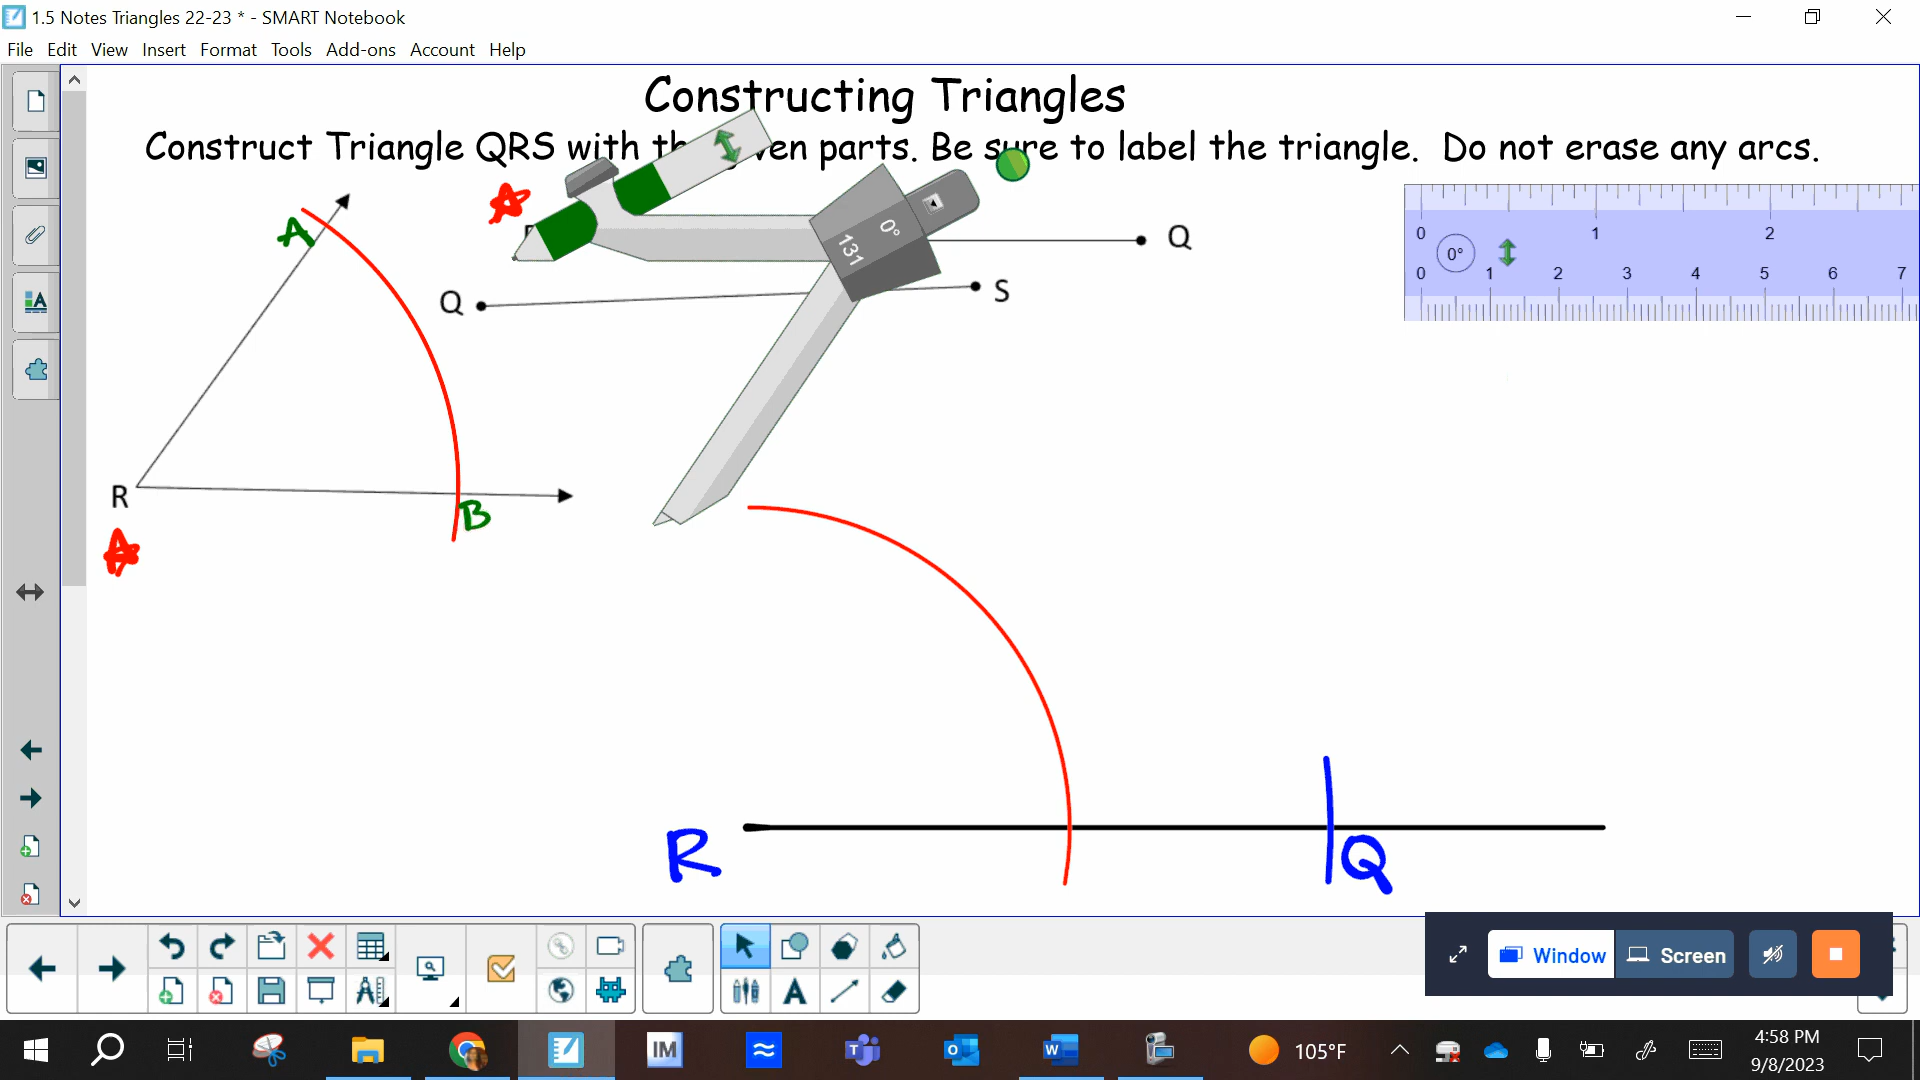 1.5 Notes Triangles 22-23 * - SMART Notebook
File Edit View Insert Format Tools Add-ons Account Help
Constructing Triangles
Construct Triangle QRS with ven parts. Be sure to label the triangle. Do not erase any arcs.
A
Q
Q
S
131
0°
0 1 2
0°
0 1 2 3 4 5 6 7
R
B
R
Q
Window
Screen
IM
105°F
4:58 PM
9/8/2023